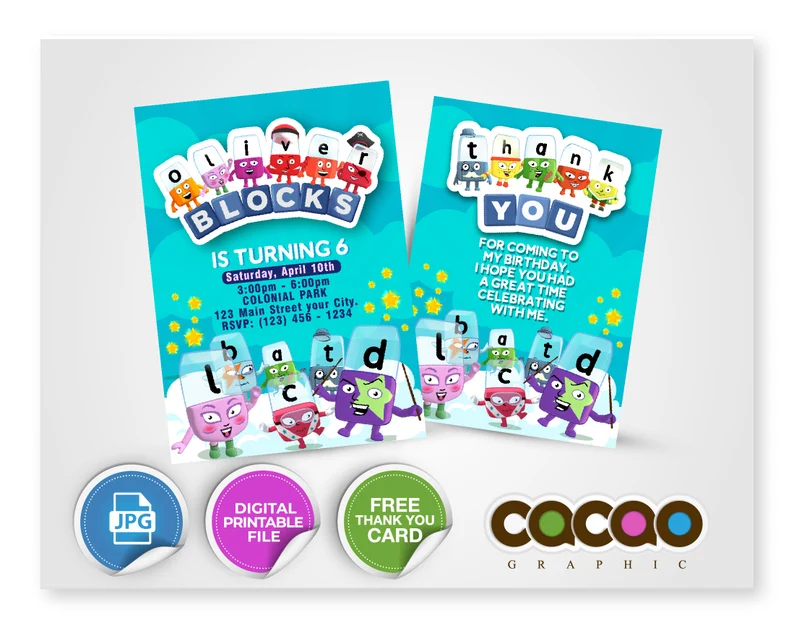 oliver
BLOCKS
IS TURNING 6
Saturday, April 10th
3:00pm - 6:00pm
COLONIAL PARK
123 Main Street your City.
RSVP: (123) 456 - 1234
l b a t d
c
thank
YOU
FOR COMING TO
MY BIRTHDAY.
I HOPE YOU HAD
A GREAT TIME
CELEBRATING
WITH ME.
l b a t d
c
JPG
DIGITAL
PRINTABLE
FILE
FREE
THANK YOU
CARD
cacao
GRAPHIC